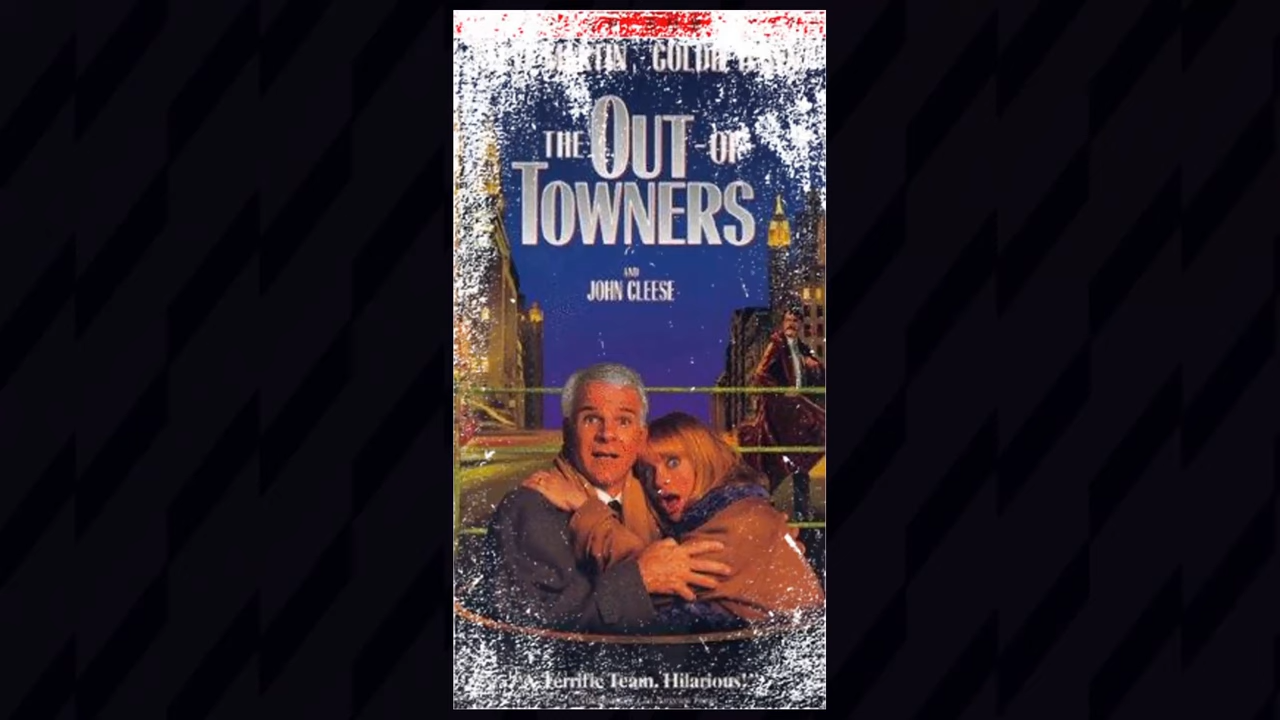 MARTIN GOLDIE
THE OUT-OF
TOWNERS
AND
JOHN CLEESE
A Terrific Team. Hilarious!